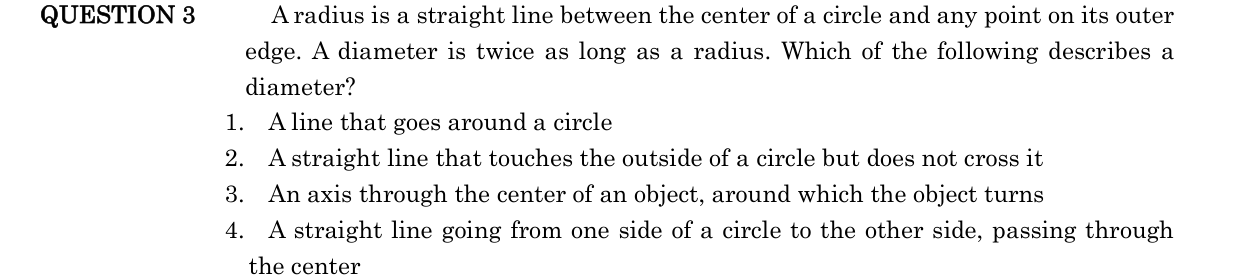 QUESTION 3 A radius is a straight line between the center of a circle and any point on its outer
edge. A diameter is twice as long as a radius. Which of the following describes a
diameter?
1. A line that goes around a circle
2. A straight line that touches the outside of a circle but does not cross it
3. An axis through the center of an object, around which the object turns
4. A straight line going from one side of a circle to the other side, passing through
the center